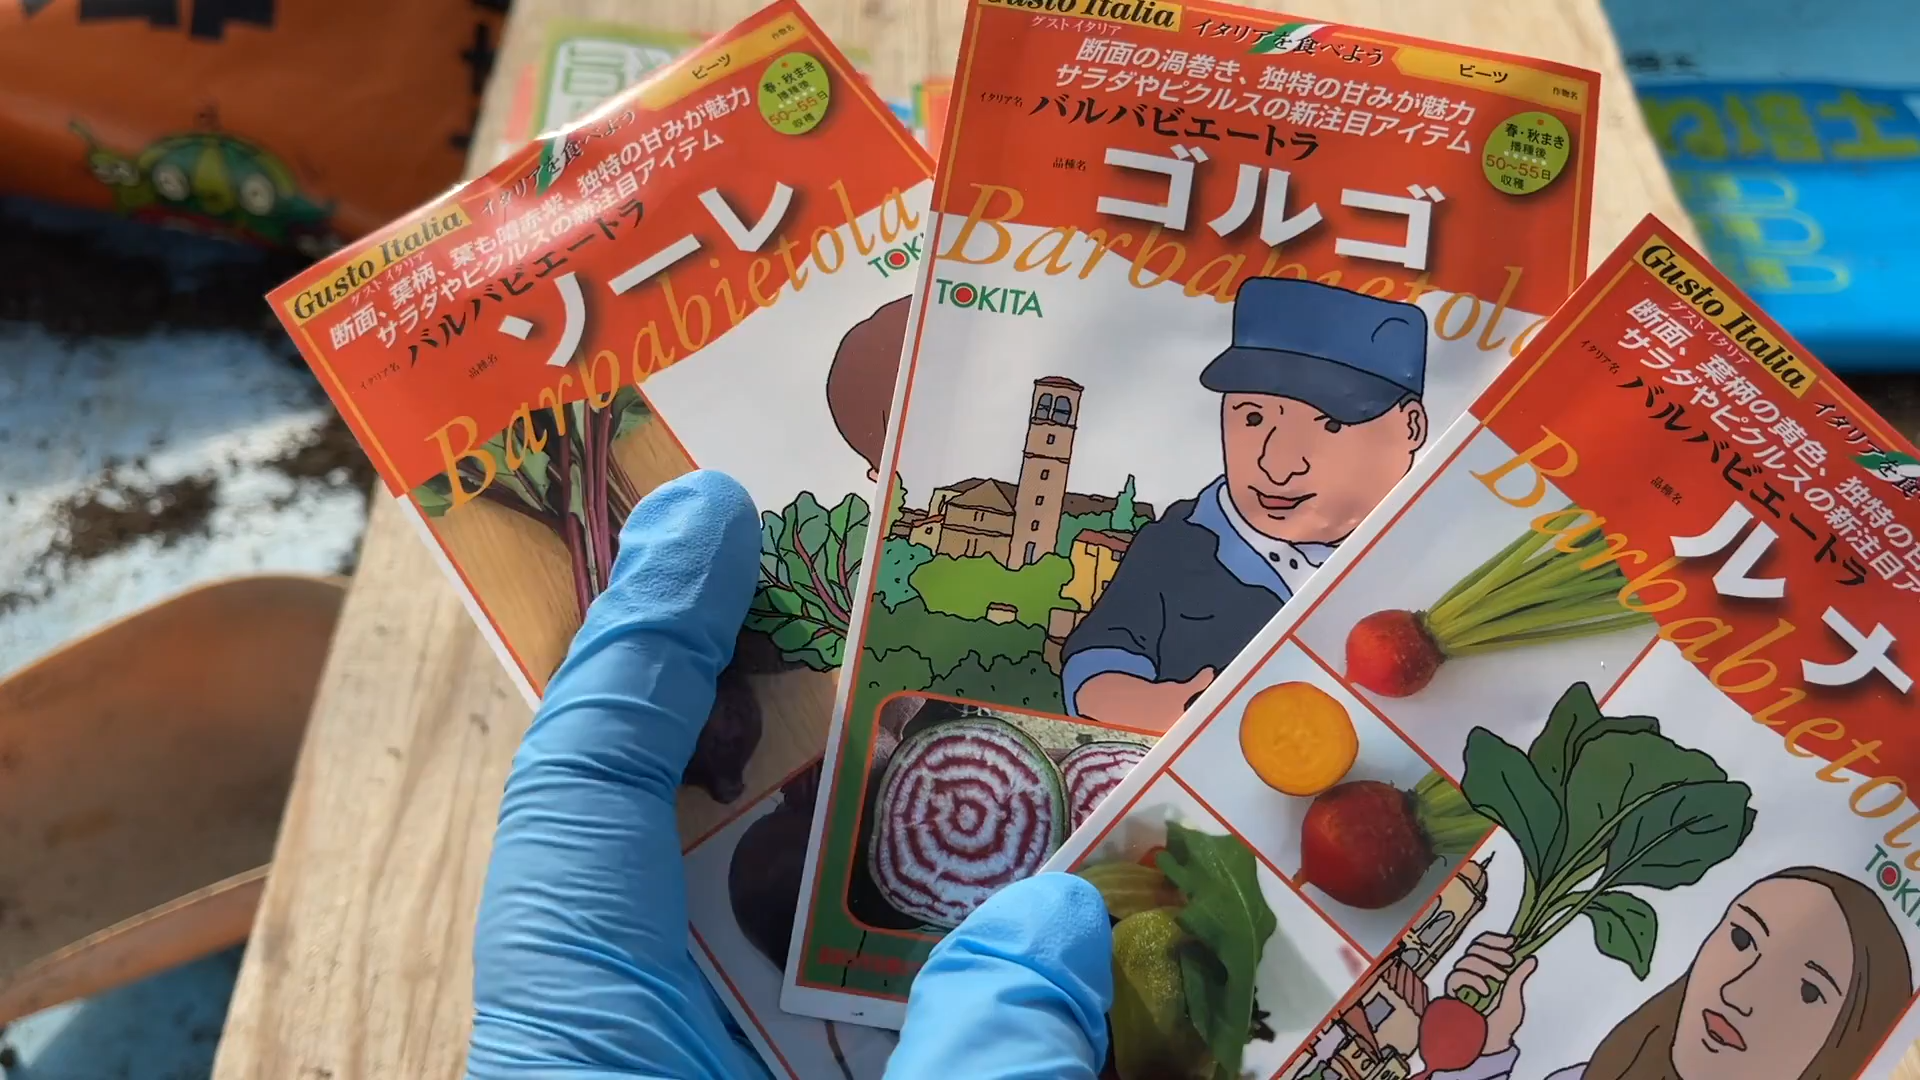 Gusto Italia
グストイタリア
イタリアを食べよう
ビーツ
作物名
断面、葉柄、葉も暗赤紫、独特の甘みが魅力
サラダやピクルスの新注目アイテム
イタリア名
バルバビエートラ
品種名
ソーレ
春・秋まき
播種後
50~55日
収穫
Barbabietola
Gusto Italia
グストイタリア
イタリアを食べよう
ビーツ
作物名
断面の渦巻き、独特の甘みが魅力
サラダやピクルスの新注目アイテム
イタリア名
バルバビエートラ
品種名
ゴルゴ
春・秋まき
播種後
50~55日
収穫
Barbabietol
TOKITA
Gusto Italia
グストイタリア
イタリアを食
断面、葉柄の黄色、独特の甘
サラダやピクルスの新注目ア
イタリア名
バルバビエートラ
品種名
ルナ
Barbabietol